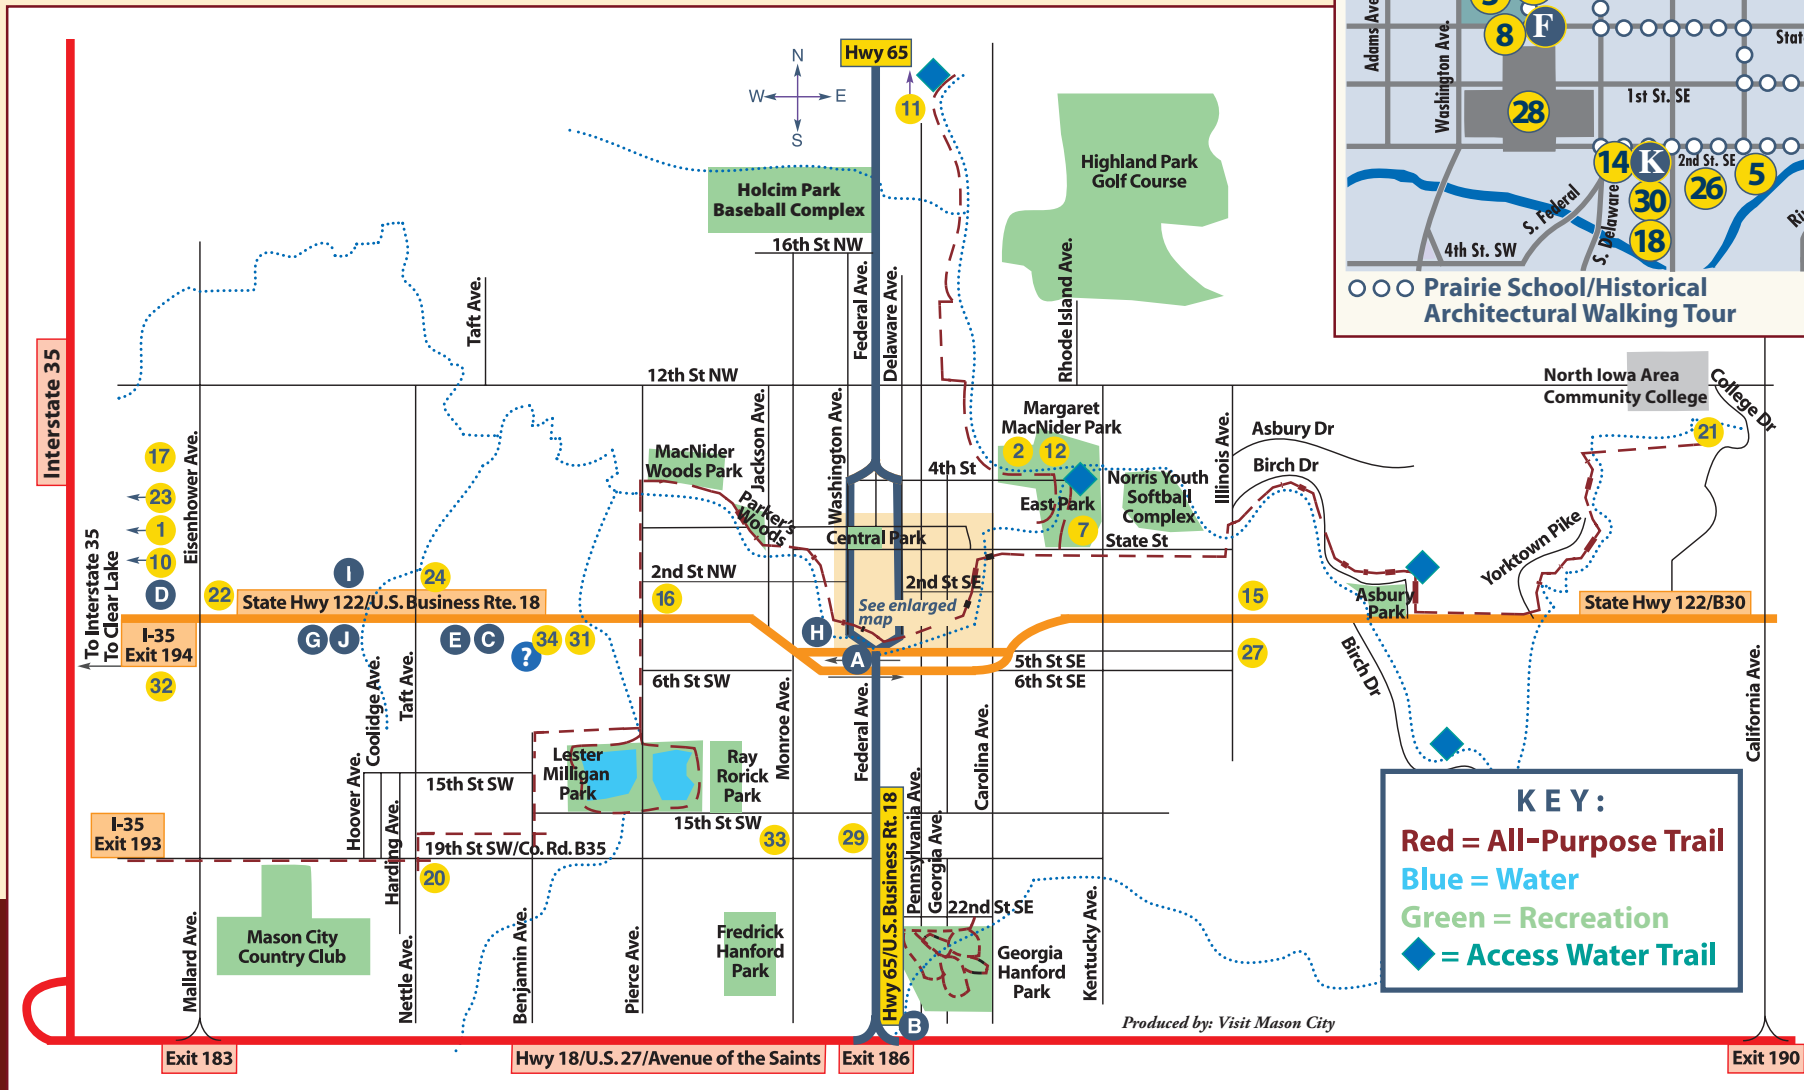 Hwy 65
N
W
E
S
11
Highland Park
Golf Course
Holcim Park
Baseball Complex
16th St NW
Taft Ave.
Federal Ave.
Delaware Ave.
Rhode Island Ave.
Interstate 35
12th St NW
Adams Ave
Washington Ave.
8
F
Stat
1st St. SE
28
14
K
2nd St. SE
5
26
30
18
S. Federal
S. Delaware
4th St. SW
Prairie School/Historical
Architectural Walking Tour
North Iowa Area
Community College
College Dr
21
Margaret
MacNider Park
2
12
East Park
7
4th St
Norris Youth
Softball
Complex
State St
Illinois Ave.
Asbury Dr
Birch Dr
Yorktown Pike
Asbury
Park
State Hwy 122/B30
Birch Dr
California Ave.
17
23
1
10
D
Eisenhower Ave.
To Interstate 35
To Clear Lake
I-35
Exit 194
32
22
I
24
State Hwy 122/U.S. Business Rte. 18
G
J
E
C
?
34
31
16
MacNider
Woods Park
Parker's
Woods
Jackson Ave.
Washington Ave.
Central Park
2nd St NW
2nd St SE
See enlarged
map
H
A
15
27
5th St SE
6th St SE
6th St SW
Monroe Ave.
Federal Ave.
Carolina Ave.
Coolidge Ave.
Taft Ave.
Hoover Ave.
Harding Ave.
15th St SW
Lester
Milligan
Park
Ray
Rorick
Park
15th St SW
33
29
I-35
Exit 193
19th St SW/Co. Rd. B35
20
Mason City
Country Club
Mallard Ave.
Nettle Ave.
Benjamin Ave.
Pierce Ave.
Fredrick
Hanford
Park
Hwy 65/U.S. Business Rt. 18
Pennsylvania Ave.
Georgia Ave.
22nd St SE
Georgia
Hanford
Park
Kentucky Ave.
B
KEY:
Red = All-Purpose Trail
Blue = Water
Green = Recreation
= Access Water Trail
Produced by: Visit Mason City
Exit 183
Hwy 18/U.S. 27/Avenue of the Saints
Exit 186
Exit 190